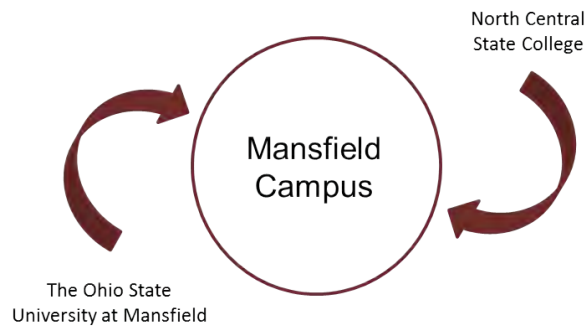 North Central
State College
Mansfield
Campus
The Ohio State
University at Mansfield